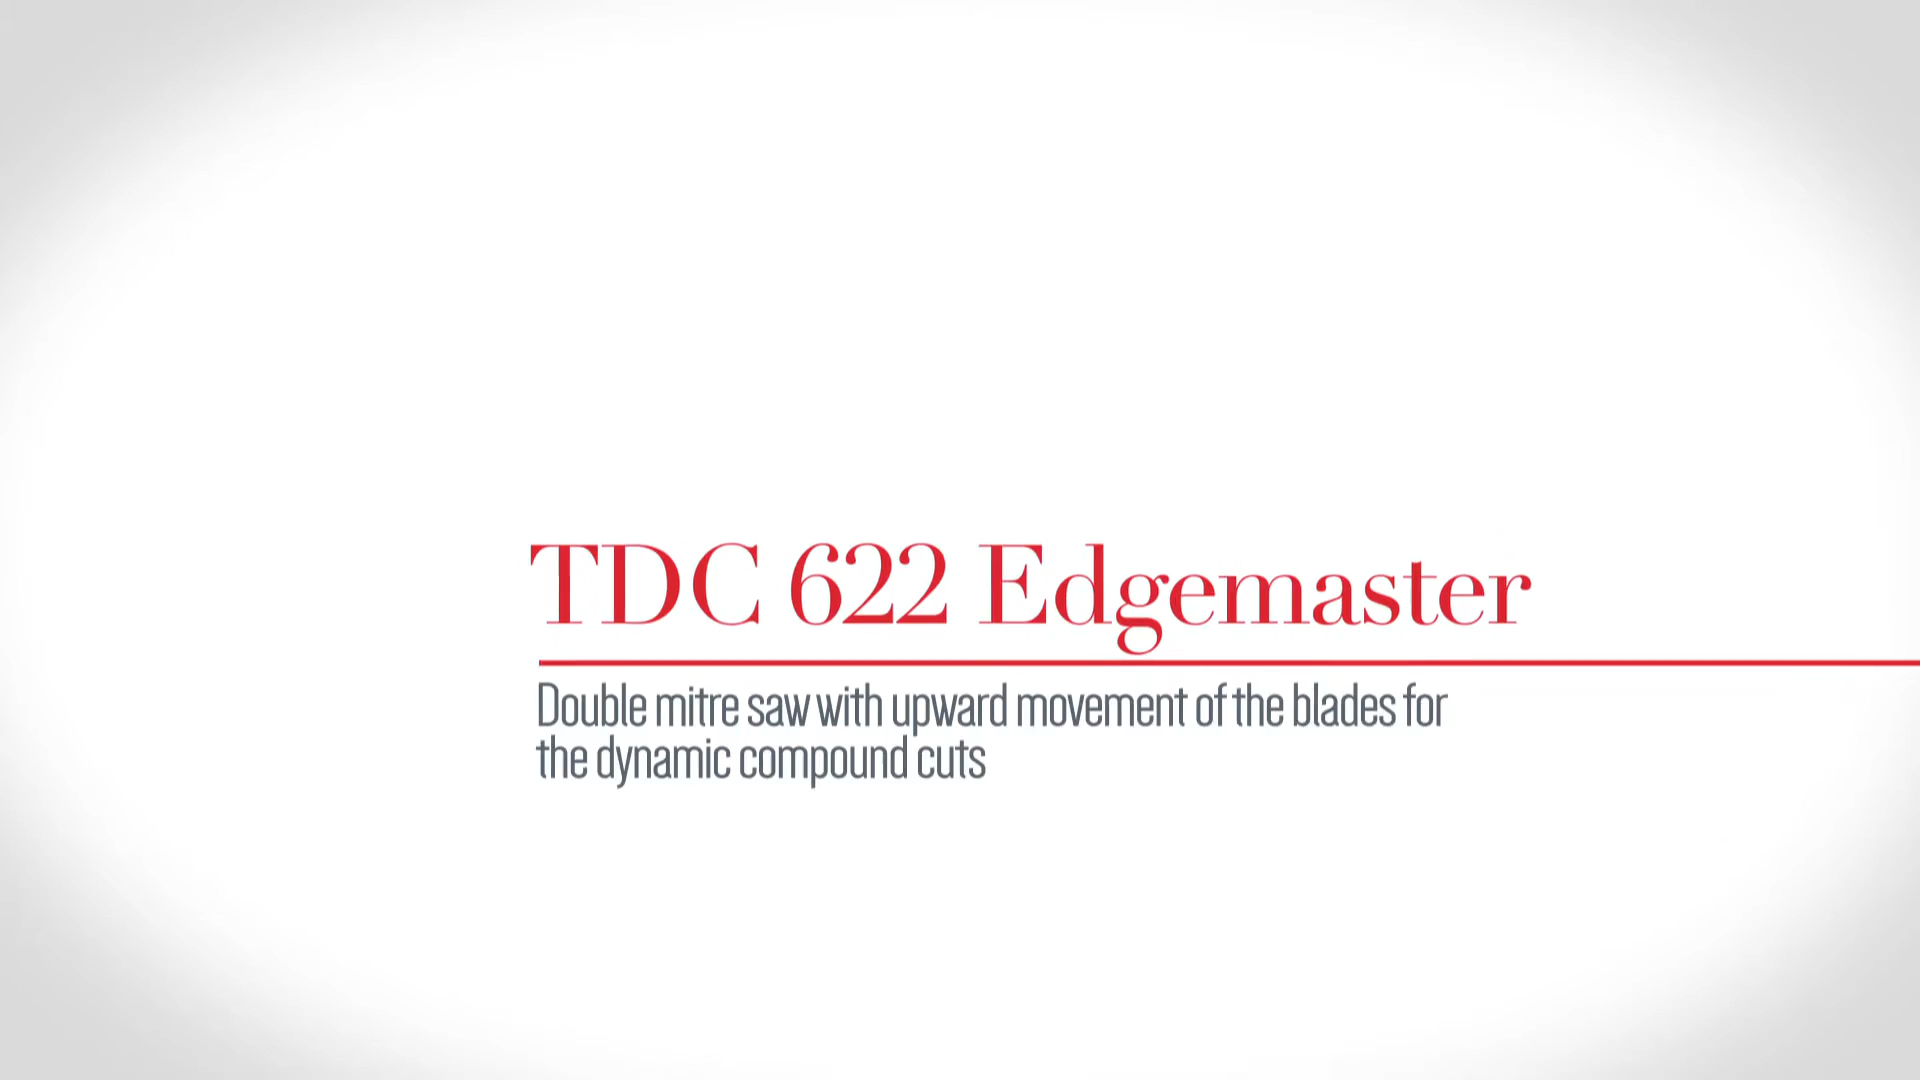 TDC 622 Edgemaster
Double mitre saw with upward movement of the blades for
the dynamic compound cuts